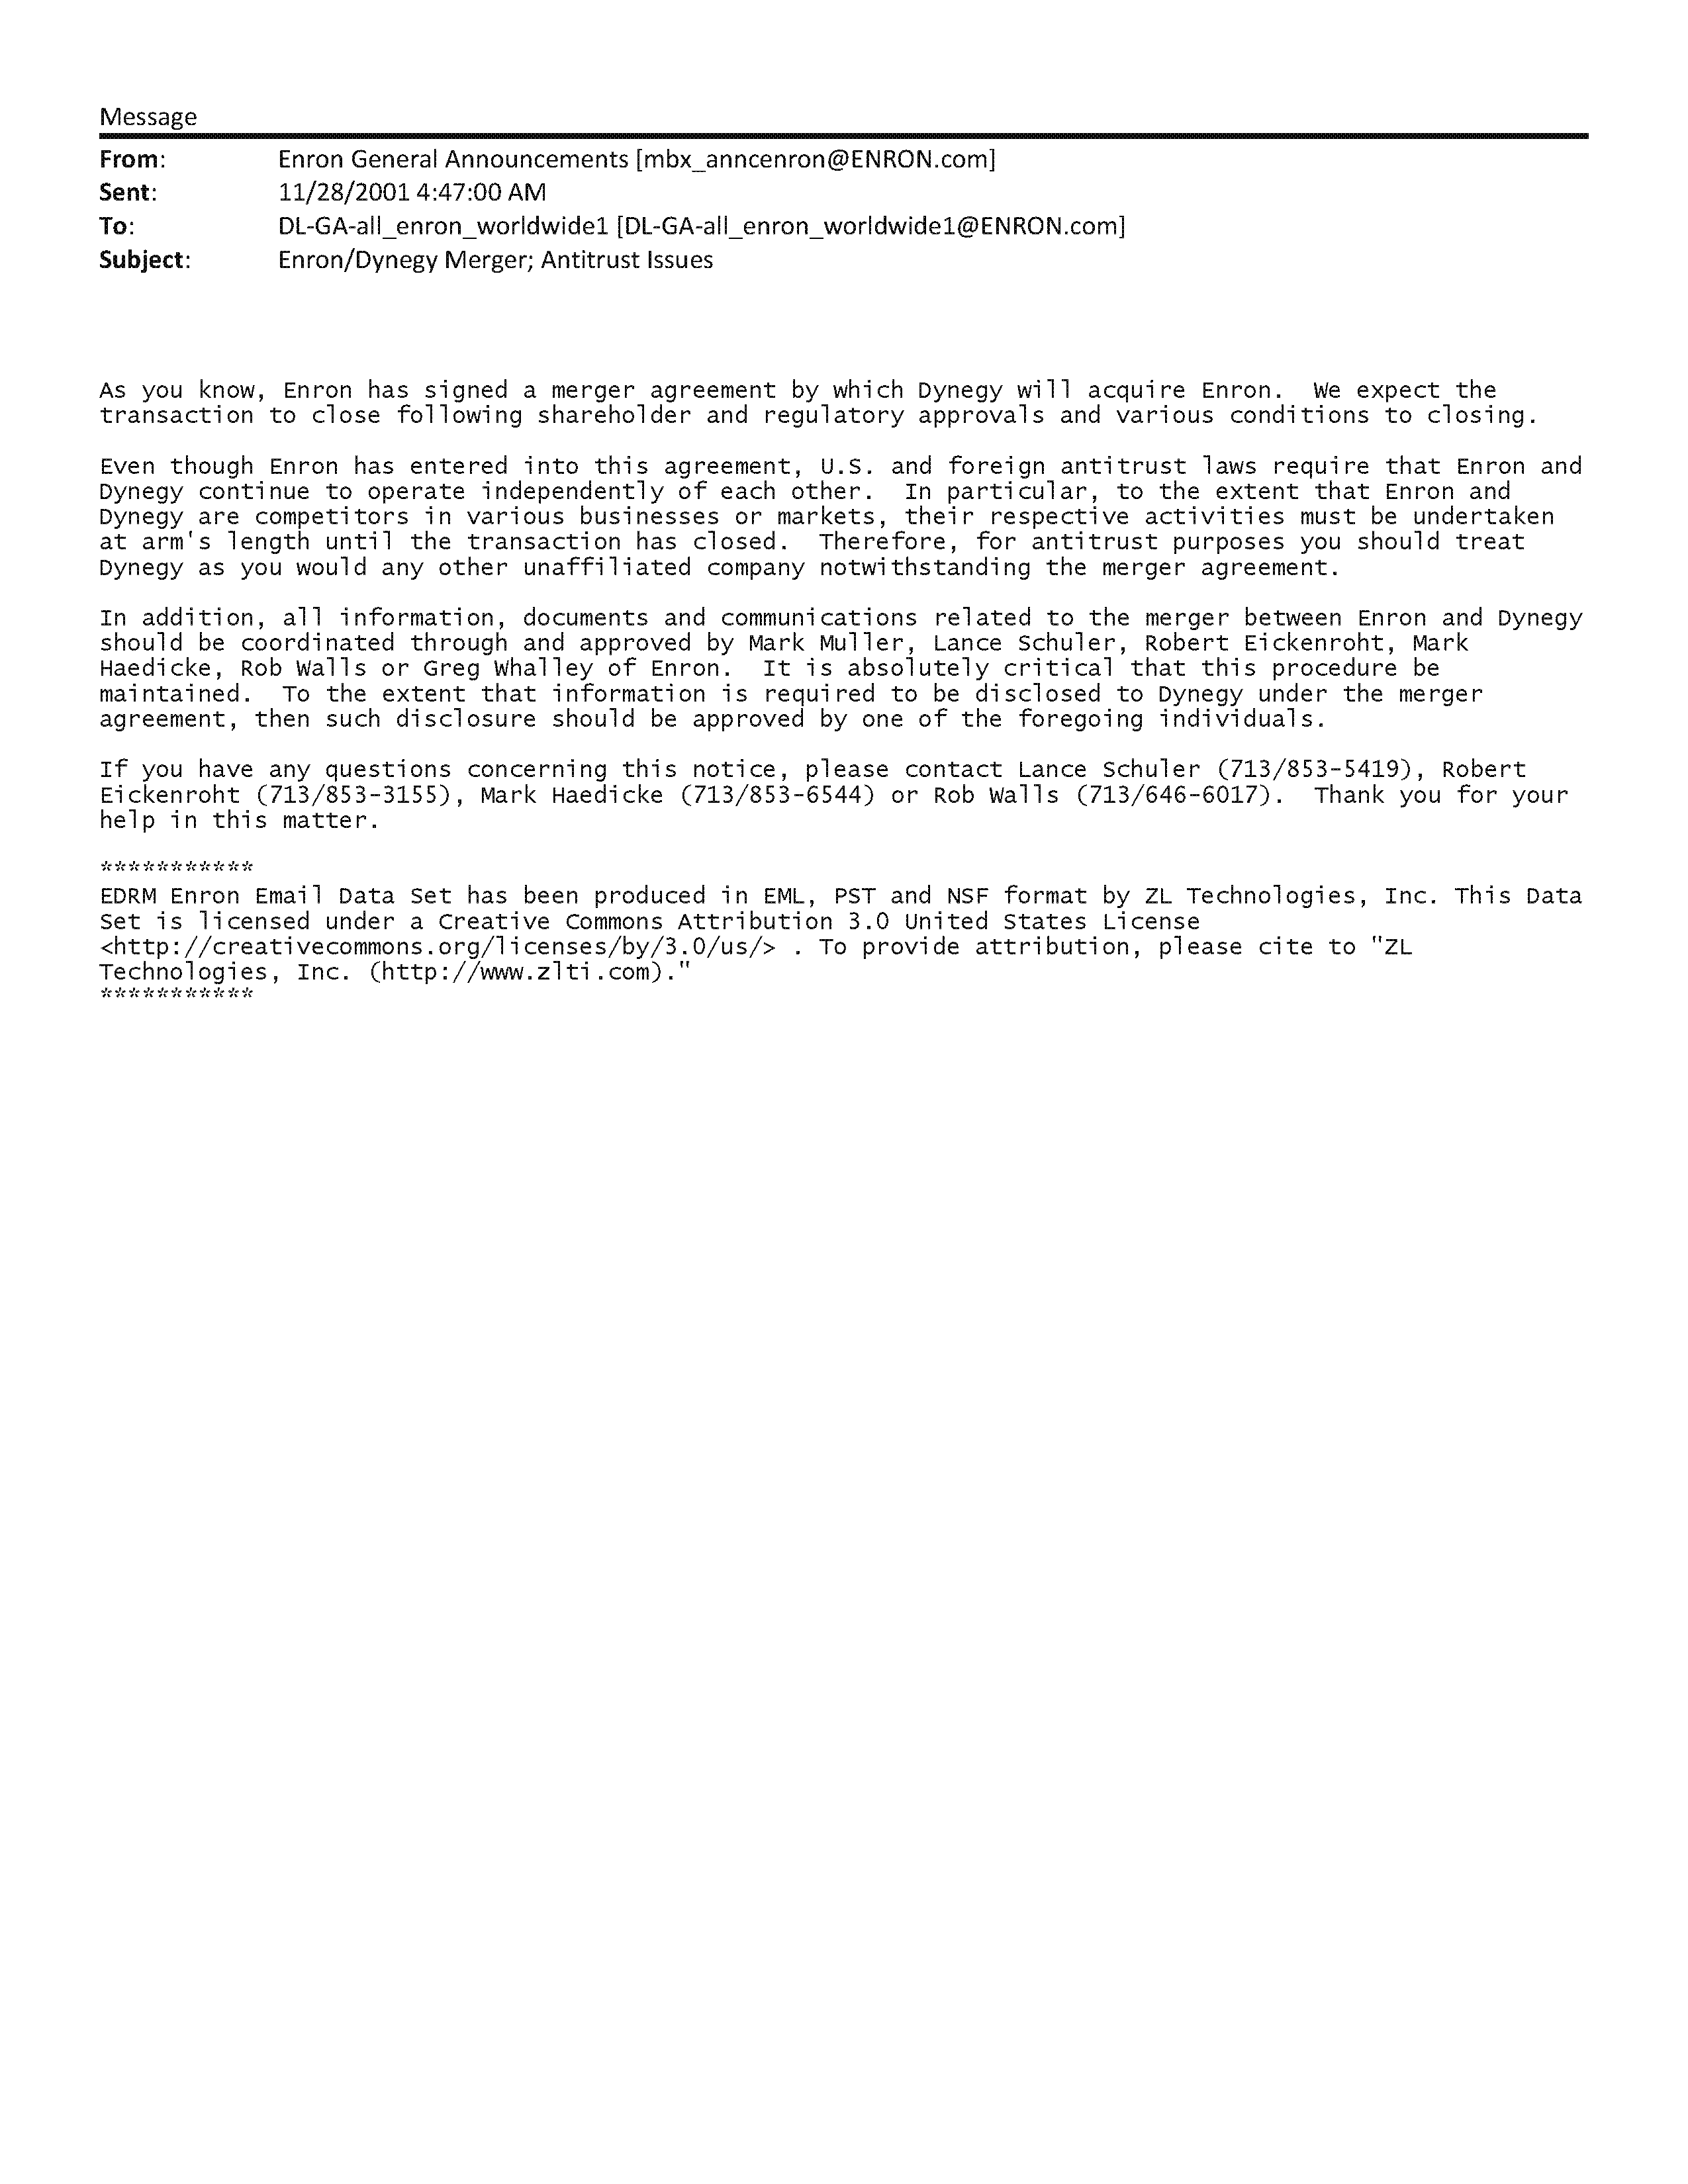 Message
From: Enron General Announcements [mbx_anncenron@ENRON.com]
Sent: 11/28/2001 4:47:00 AM
To: DL-GA-all_enron_worldwide1 [DL-GA-all_enron_worldwide1@ENRON.com]
Subject: Enron/Dynegy Merger; Antitrust Issues
As you know, Enron has signed a merger agreement by which Dynegy will acquire Enron.  We expect the
transaction to close following shareholder and regulatory approvals and various conditions to closing.
Even though Enron has entered into this agreement, U.S. and foreign antitrust laws require that Enron and
Dynegy continue to operate independently of each other.  In particular, to the extent that Enron and
Dynegy are competitors in various businesses or markets, their respective activities must be undertaken
at arm's length until the transaction has closed.  Therefore, for antitrust purposes you should treat
Dynegy as you would any other unaffiliated company notwithstanding the merger agreement.
In addition, all information, documents and communications related to the merger between Enron and Dynegy
should be coordinated through and approved by Mark Muller, Lance Schuler, Robert Eickenroht, Mark
Haedicke, Rob Walls or Greg Whalley of Enron.  It is absolutely critical that this procedure be
maintained.  To the extent that information is required to be disclosed to Dynegy under the merger
agreement, then such disclosure should be approved by one of the foregoing individuals.
If you have any questions concerning this notice, please contact Lance Schuler (713/853-5419), Robert
Eickenroht (713/853-3155), Mark Haedicke (713/853-6544) or Rob Walls (713/646-6017).  Thank you for your
help in this matter.
***********
EDRM Enron Email Data Set has been produced in EML, PST and NSF format by ZL Technologies, Inc. This Data
Set is licensed under a Creative Commons Attribution 3.0 United States License
<http://creativecommons.org/licenses/by/3.0/us/> . To provide attribution, please cite to "ZL
Technologies, Inc. (http://www.zlti.com)."
***********